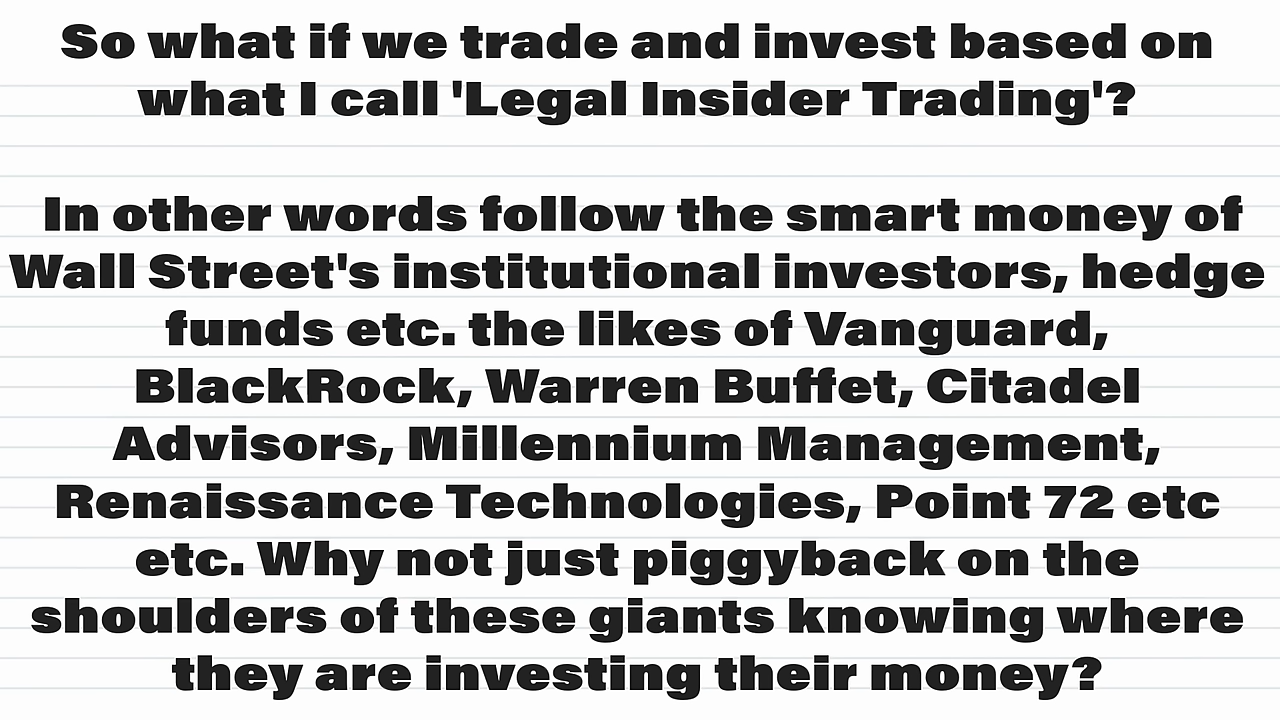 So what if we trade and invest based on
what I call 'Legal Insider Trading'?
In other words follow the smart money of
Wall Street's institutional investors, hedge
funds etc. the likes of Vanguard,
BlackRock, Warren Buffet, Citadel
Advisors, Millennium Management,
Renaissance Technologies, Point 72 etc
etc. Why not just piggyback on the
shoulders of these giants knowing where
they are investing their money?